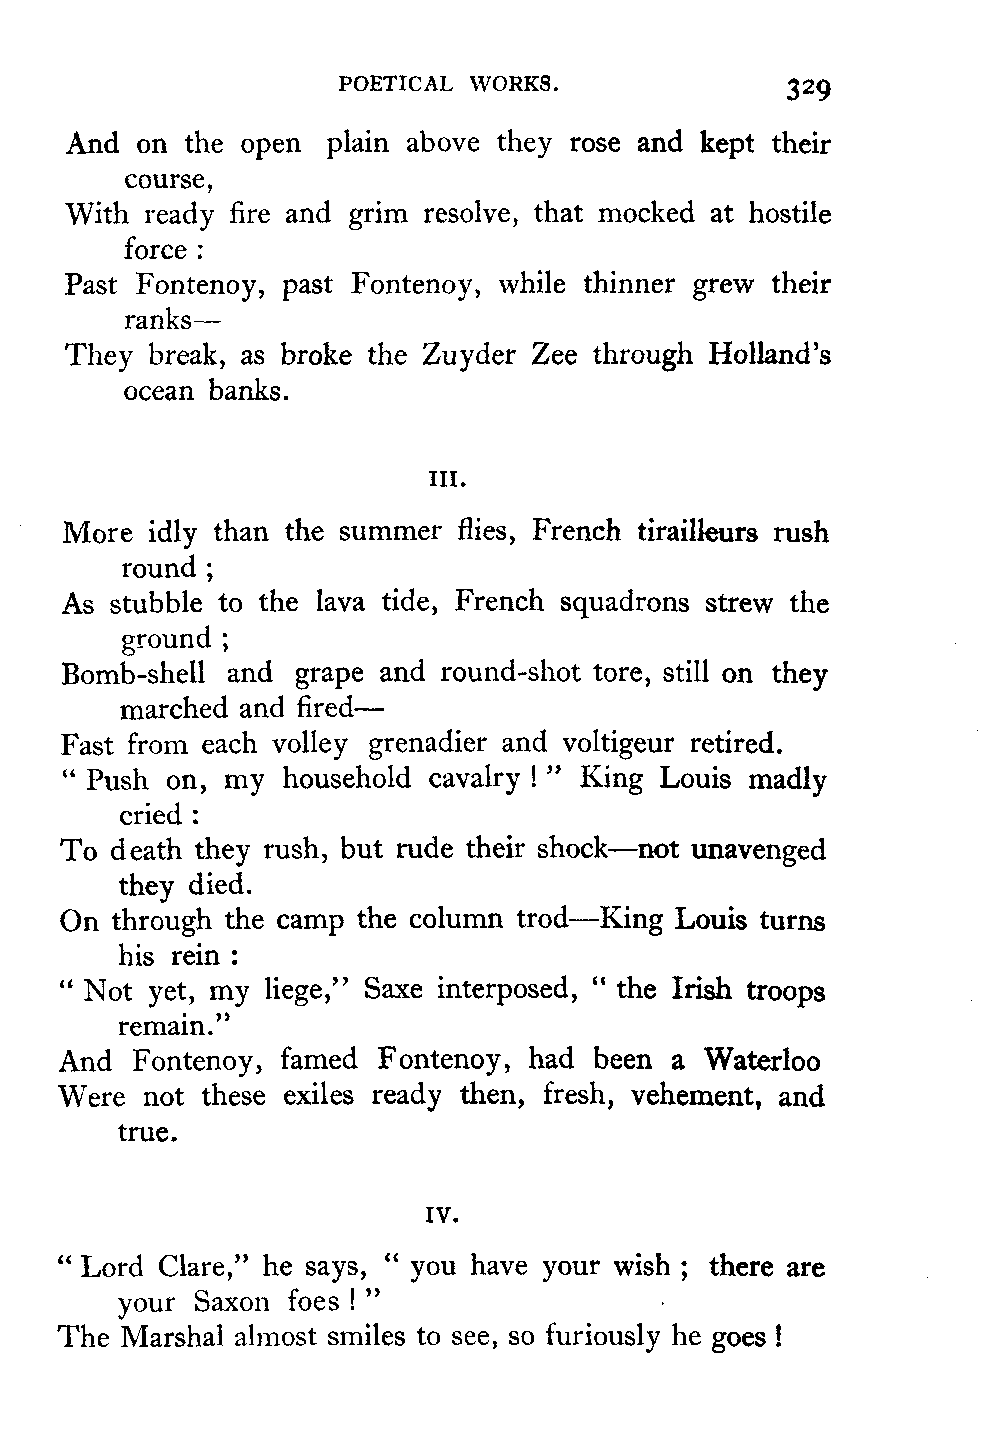 POETICAL WORKS. 329
And on the open plain above they rose and kept their
course,
With ready fire and grim resolve, that mocked at hostile
force :
Past Fontenoy, past Fontenoy, while thinner grew their
ranks—
They break, as broke the Zuyder Zee through Holland's
ocean banks.
III.
More idly than the summer flies, French tirailleurs rush
round ;
As stubble to the lava tide, French squadrons strew the
ground ;
Bomb-shell and grape and round-shot tore, still on they
marched and fired—
Fast from each volley grenadier and voltigeur retired.
“ Push on, my household cavalry ! ” King Louis madly
cried :
To death they rush, but rude their shock—not unavenged
they died.
On through the camp the column trod—King Louis turns
his rein :
“ Not yet, my liege,” Saxe interposed, “ the Irish troops
remain.”
And Fontenoy, famed Fontenoy, had been a Waterloo
Were not these exiles ready then, fresh, vehement, and
true.
IV.
“ Lord Clare,” he says, “ you have your wish ; there are
your Saxon foes ! ”
The Marshal almost smiles to see, so furiously he goes !